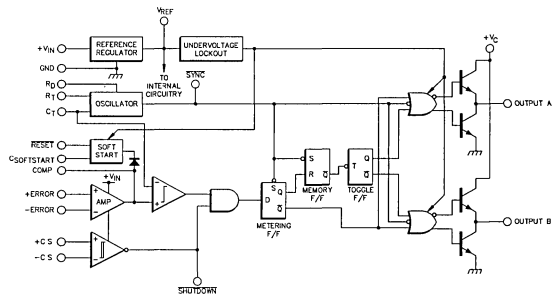 VREF
+VIN
REFERENCE
REGULATOR
UNDERVOLTAGE
LOCKOUT
+VC
GND
TO
INTERNAL
CIRCUITRY
SYNC
RD
RT
CT
OSCILLATOR
OUTPUT A
RESET
CSOFTSTART
COMP
SOFT
START
+VIN
+ERROR
-ERROR
+
-
AMP
-
+
D
S
Q
Q
METERING
F/F
S
R
MEMORY
F/F
T
Q
Q
TOGGLE
F/F
OUTPUT B
+CS
-CS
+
-
SHUTDOWN